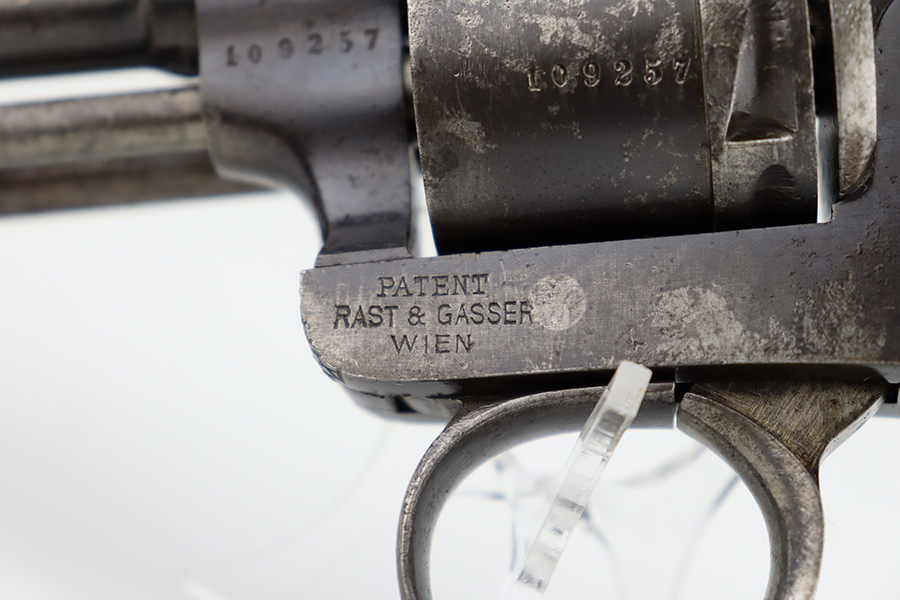 109257
109257
PATENT
RAST & GASSER
WIEN